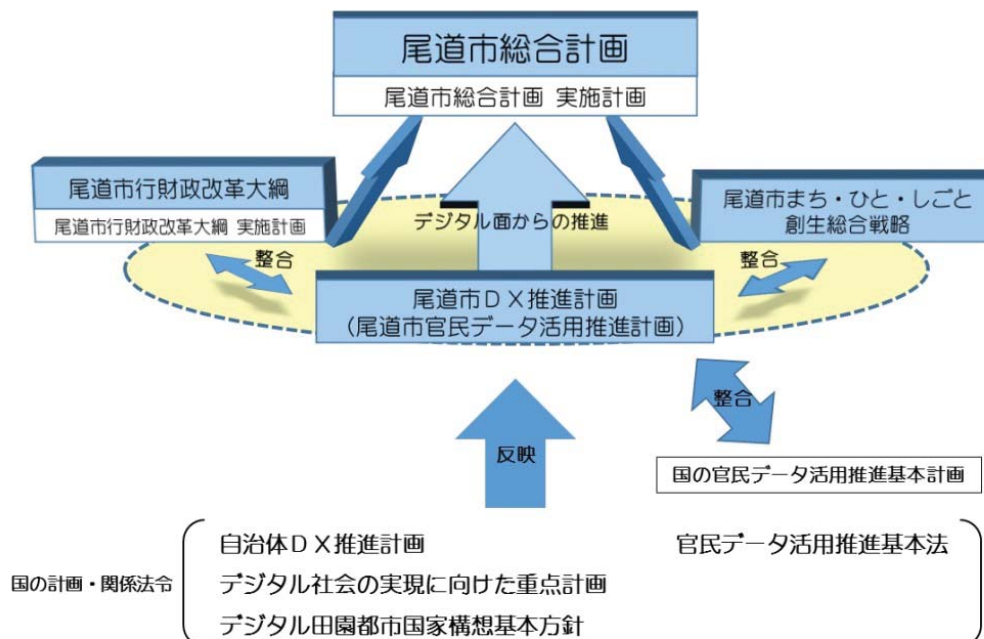 尾道市総合計画
尾道市総合計画 実施計画
尾道市行財政改革大綱
尾道市行財政改革大綱 実施計画
デジタル面からの推進
尾道市まち・ひと・しごと
創生総合戦略
整合
整合
尾道市DX推進計画
(尾道市官民データ活用推進計画)
整合
反映
国の官民データ活用推進基本計画
国の計画・関係法令
自治体DX推進計画
デジタル社会の実現に向けた重点計画
デジタル田園都市国家構想基本方針
官民データ活用推進基本法